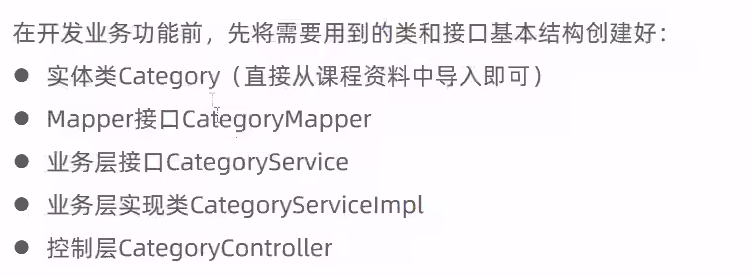 在开发业务功能前，先将需要用到的类和接口基本结构创建好：
● 实体类Category（直接从课程资料中导入即可）
● Mapper接口CategoryMapper
● 业务层接口CategoryService
● 业务层实现类CategoryServiceImpl
● 控制层CategoryController